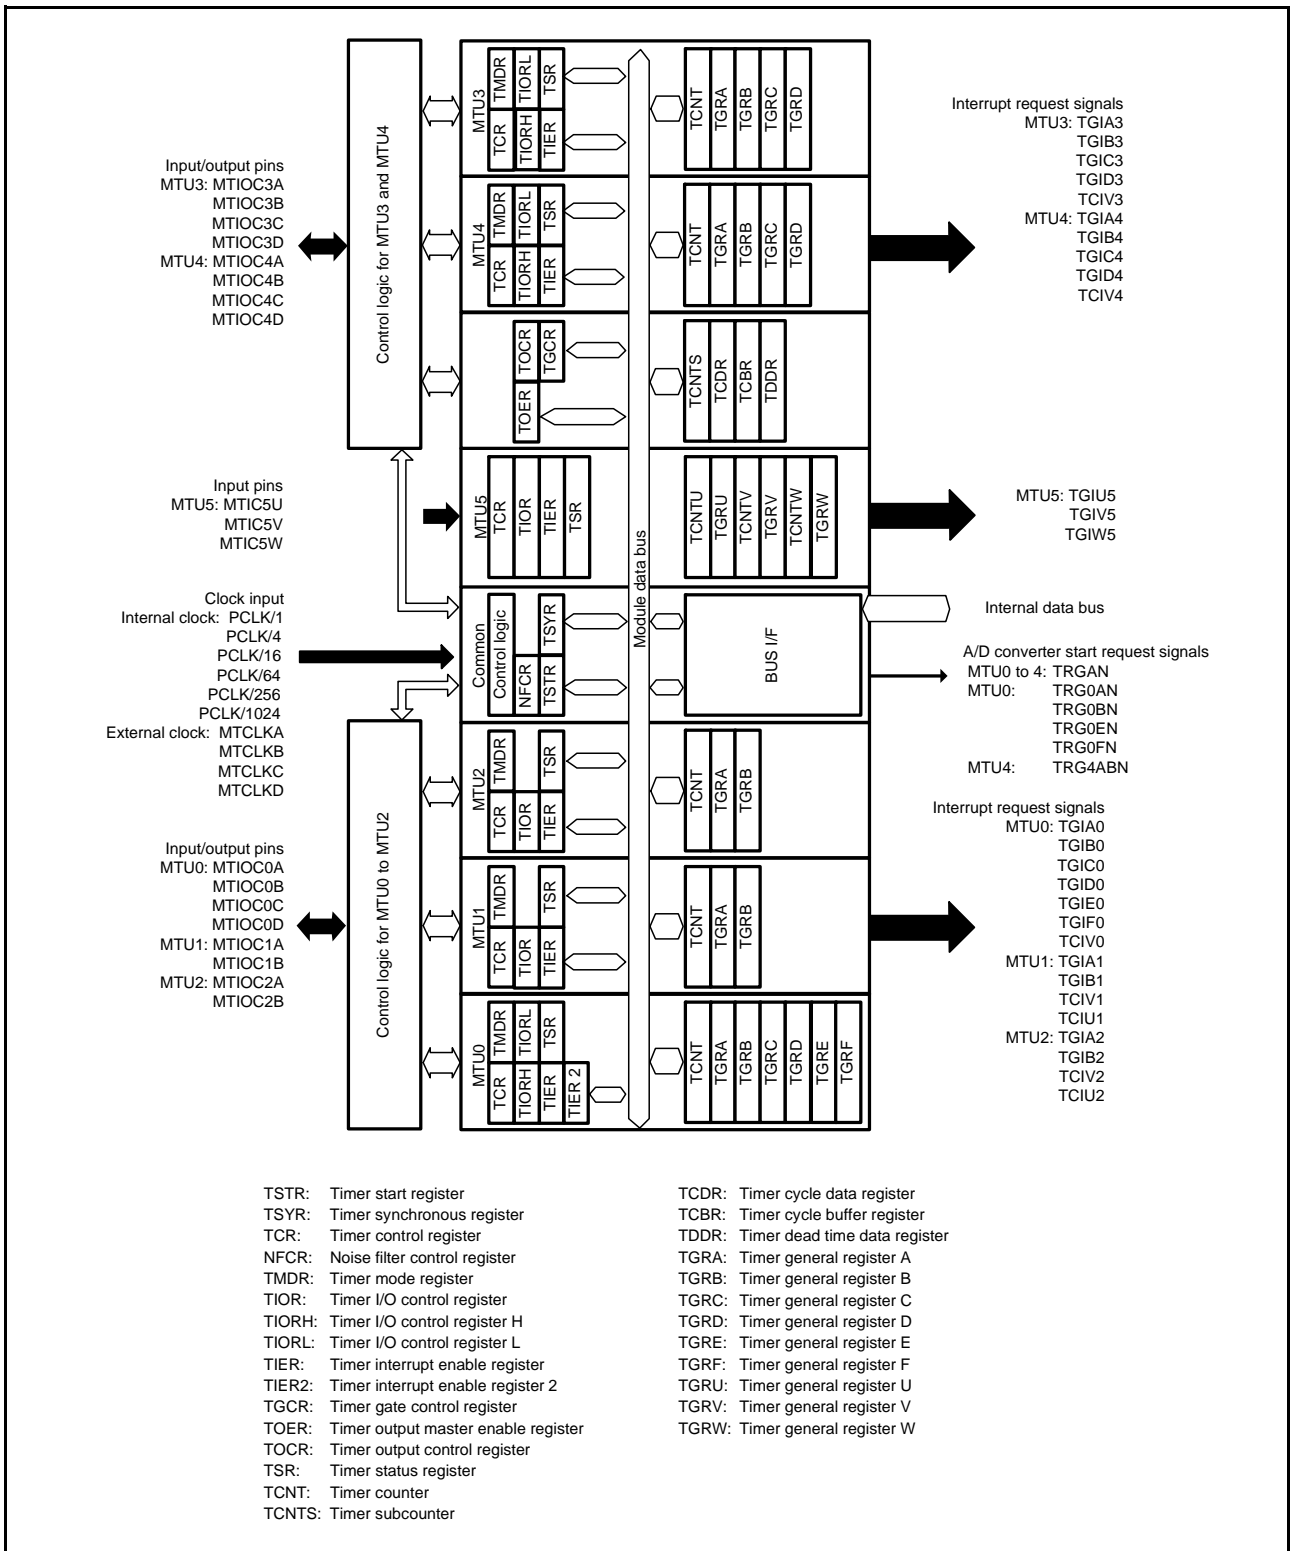 Input/output pins
MTU3: MTIOC3A
MTIOC3B
MTIOC3C
MTIOC3D
MTU4: MTIOC4A
MTIOC4B
MTIOC4C
MTIOC4D
Input pins
MTU5: MTIC5U
MTIC5V
MTIC5W
Clock input
Internal clock: PCLK/1
PCLK/4
PCLK/16
PCLK/64
PCLK/256
PCLK/1024
External clock: MTCLKA
MTCLKB
MTCLKC
MTCLKD
Input/output pins
MTU0: MTIOC0A
MTIOC0B
MTIOC0C
MTIOC0D
MTU1: MTIOC1A
MTIOC1B
MTU2: MTIOC2A
MTIOC2B
Control logic for MTU3 and MTU4
Control logic for MTU0 to MTU2
MTU3
TCR
TMDR
TIORH
TIORL
TIER
TSR
TCNT
TGRA
TGRB
TGRC
TGRD
MTU4
TCR
TMDR
TIORH
TIORL
TIER
TSR
TCNT
TGRA
TGRB
TGRC
TGRD
TOER
TOCR
TGCR
TCNTS
TCDR
TCBR
TDDR
MTU5
TCR
TIOR
TIER
TSR
TCNTU
TGRU
TCNTV
TGRV
TCNTW
TGRW
Common
Control logic
NFCR
TSTR
TSYR
BUS I/F
Module data bus
MTU2
TCR
TMDR
TIOR
TIER
TSR
TCNT
TGRA
TGRB
MTU1
TCR
TMDR
TIOR
TIER
TSR
TCNT
TGRA
TGRB
MTU0
TCR
TMDR
TIORH
TIORL
TIER
TSR
TIER 2
TCNT
TGRA
TGRB
TGRC
TGRD
TGRE
TGRF
Interrupt request signals
MTU3: TGIA3
TGIB3
TGIC3
TGID3
TCIV3
MTU4: TGIA4
TGIB4
TGIC4
TGID4
TCIV4
MTU5: TGIU5
TGIV5
TGIW5
Internal data bus
A/D converter start request signals
MTU0 to 4: TRGAN
MTU0: TRG0AN
TRG0BN
TRG0EN
TRG0FN
MTU4: TRG4ABN
Interrupt request signals
MTU0: TGIA0
TGIB0
TGIC0
TGID0
TGIE0
TGIF0
TCIV0
MTU1: TGIA1
TGIB1
TCIV1
TCIU1
MTU2: TGIA2
TGIB2
TCIV2
TCIU2
TSTR: Timer start register
TSYR: Timer synchronous register
TCR: Timer control register
NFCR: Noise filter control register
TMDR: Timer mode register
TIOR: Timer I/O control register
TIORH: Timer I/O control register H
TIORL: Timer I/O control register L
TIER: Timer interrupt enable register
TIER2: Timer interrupt enable register 2
TGCR: Timer gate control register
TOER: Timer output master enable register
TOCR: Timer output control register
TSR: Timer status register
TCNT: Timer counter
TCNTS: Timer subcounter
TCDR: Timer cycle data register
TCBR: Timer cycle buffer register
TDDR: Timer dead time data register
TGRA: Timer general register A
TGRB: Timer general register B
TGRC: Timer general register C
TGRD: Timer general register D
TGRE: Timer general register E
TGRF: Timer general register F
TGRU: Timer general register U
TGRV: Timer general register V
TGRW: Timer general register W